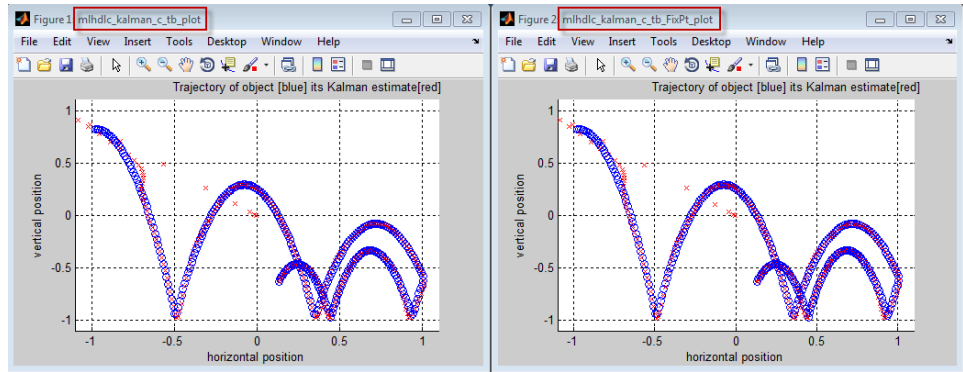 Figure 1: mlhdlc_kalman_c_tb_plot
File Edit View Insert Tools Desktop Window Help
Trajectory of object [blue] its Kalman estimate[red]
1
0.5
0
-0.5
-1
vertical position
-1 -0.5 0 0.5 1
horizontal position
Figure 2: mlhdlc_kalman_c_tb_FixPt_plot
File Edit View Insert Tools Desktop Window Help
Trajectory of object [blue] its Kalman estimate[red]
1
0.5
0
-0.5
-1
vertical position
-1 -0.5 0 0.5 1
horizontal position